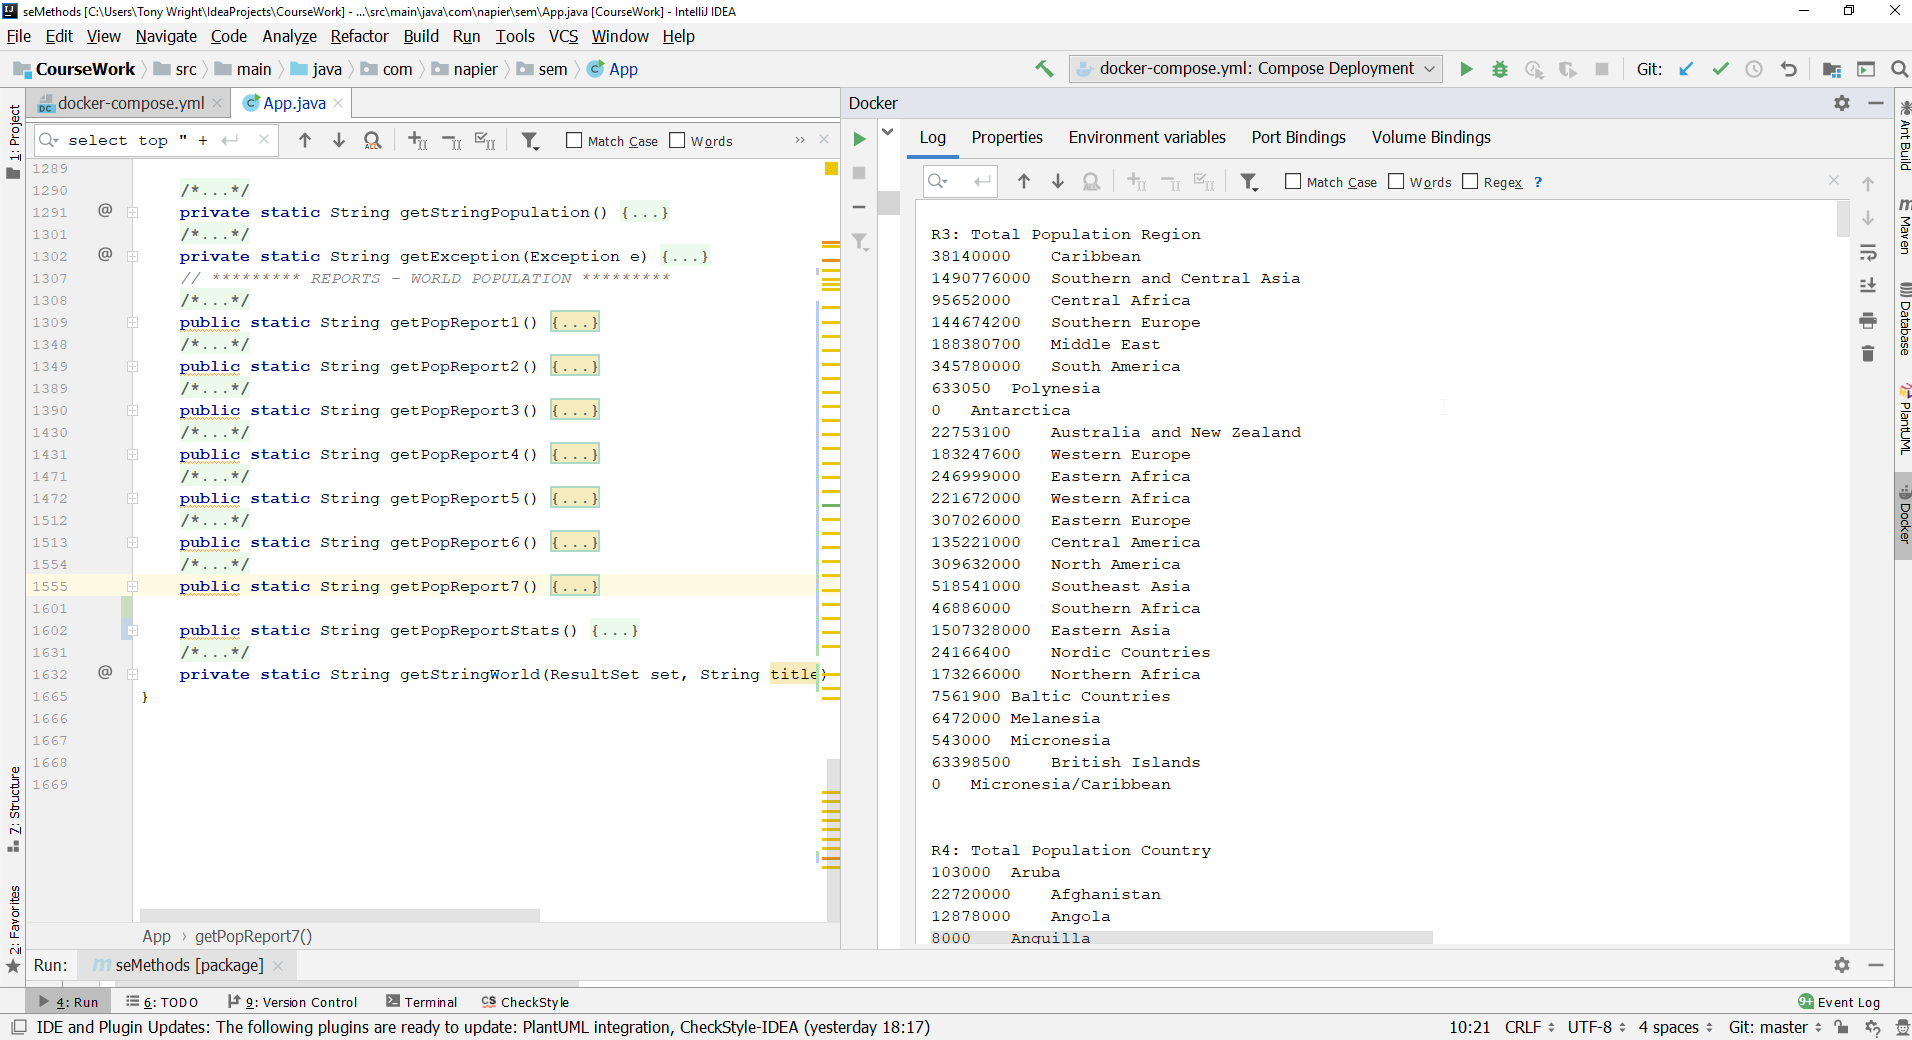 seMethods [C:\Users\Tony Wright\IdeaProjects\CourseWork] - ...\src\main\java\com\napier\sem\App.java [CourseWork] - IntelliJ IDEA
File Edit View Navigate Code Analyze Refactor Build Run Tools VCS Window Help
CourseWork src main java com napier sem App docker-compose.yml: Compose Deployment Git:
docker-compose.yml App.java
select top " + Match Case Words
1289
1290 /*...*/
1291 @ private static String getStringPopulation() {...}
1301 /*...*/
1302 @ private static String getException(Exception e) {...}
1307 // ********* REPORTS - WORLD POPULATION *********
1308 /*...*/
1309 public static String getPopReport1() {...}
1348 /*...*/
1349 public static String getPopReport2() {...}
1389 /*...*/
1390 public static String getPopReport3() {...}
1430 /*...*/
1431 public static String getPopReport4() {...}
1471 /*...*/
1472 public static String getPopReport5() {...}
1512 /*...*/
1513 public static String getPopReport6() {...}
1554 /*...*/
1555 public static String getPopReport7() {...}
1601
1602 public static String getPopReportStats() {...}
1631 /*...*/
1632 @ private static String getStringWorld(ResultSet set, String title)
1665 }
1666
1667
1668
1669
App › getPopReport7()
Docker
Log Properties Environment variables Port Bindings Volume Bindings
Match Case Words Regex ?
R3: Total Population Region
38140000 Caribbean
1490776000 Southern and Central Asia
95652000 Central Africa
144674200 Southern Europe
188380700 Middle East
345780000 South America
633050 Polynesia
0 Antarctica
22753100 Australia and New Zealand
183247600 Western Europe
246999000 Eastern Africa
221672000 Western Africa
307026000 Eastern Europe
135221000 Central America
309632000 North America
518541000 Southeast Asia
46886000 Southern Africa
1507328000 Eastern Asia
24166400 Nordic Countries
173266000 Northern Africa
7561900 Baltic Countries
6472000 Melanesia
543000 Micronesia
63398500 British Islands
0 Micronesia/Caribbean
R4: Total Population Country
103000 Aruba
22720000 Afghanistan
12878000 Angola
8000 Anguilla
1: Project
7: Structure
2: Favorites
Ant Build
Maven
Database
PlantUML
Docker
Run: seMethods [package]
4: Run 6: TODO 9: Version Control Terminal CheckStyle 9+ Event Log
IDE and Plugin Updates: The following plugins are ready to update: PlantUML integration, CheckStyle-IDEA (yesterday 18:17) 10:21 CRLF UTF-8 4 spaces Git: master